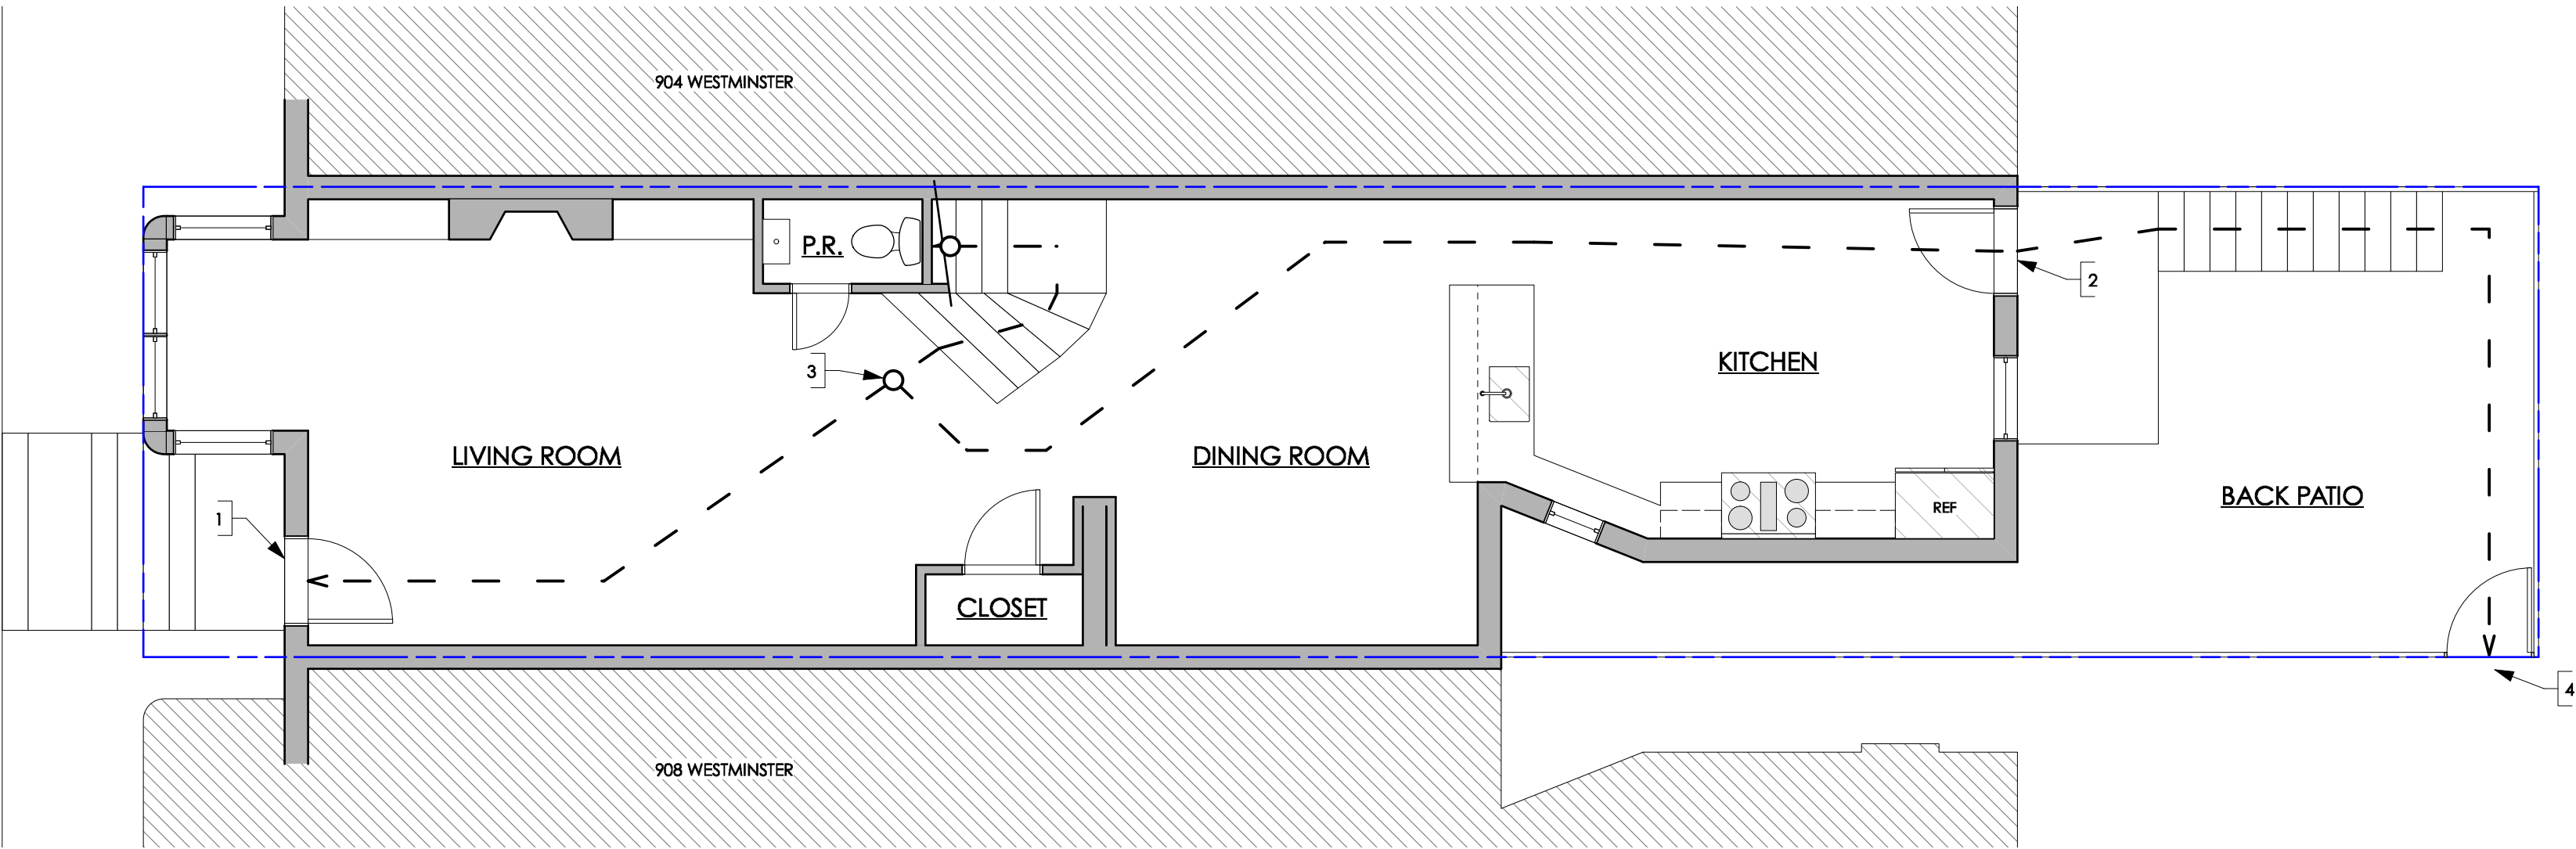 904 WESTMINSTER
P.R.
2
KITCHEN
3
LIVING ROOM
DINING ROOM
BACK PATIO
REF
1
CLOSET
4
908 WESTMINSTER